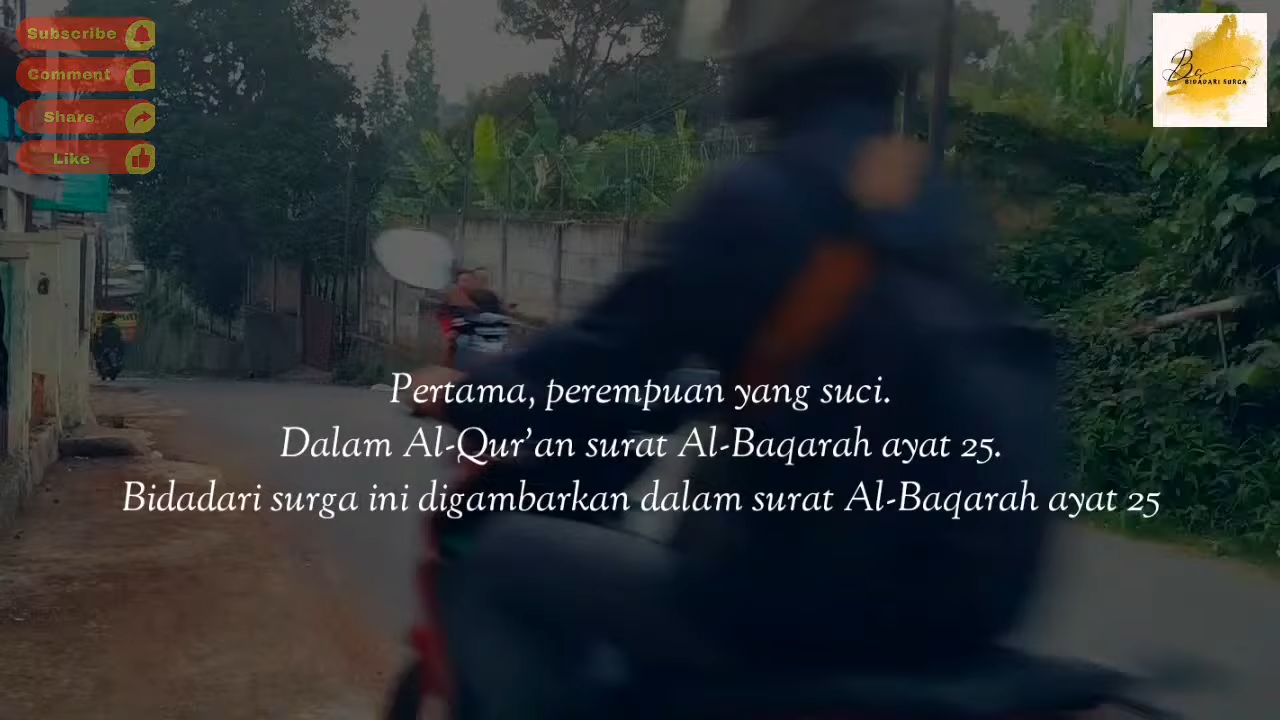 Subscribe
Comment
Share
Like
BIDADARI SURGA
Pertama, perempuan yang suci.
Dalam Al-Qur'an surat Al-Baqarah ayat 25.
Bidadari surga ini digambarkan dalam surat Al-Baqarah ayat 25